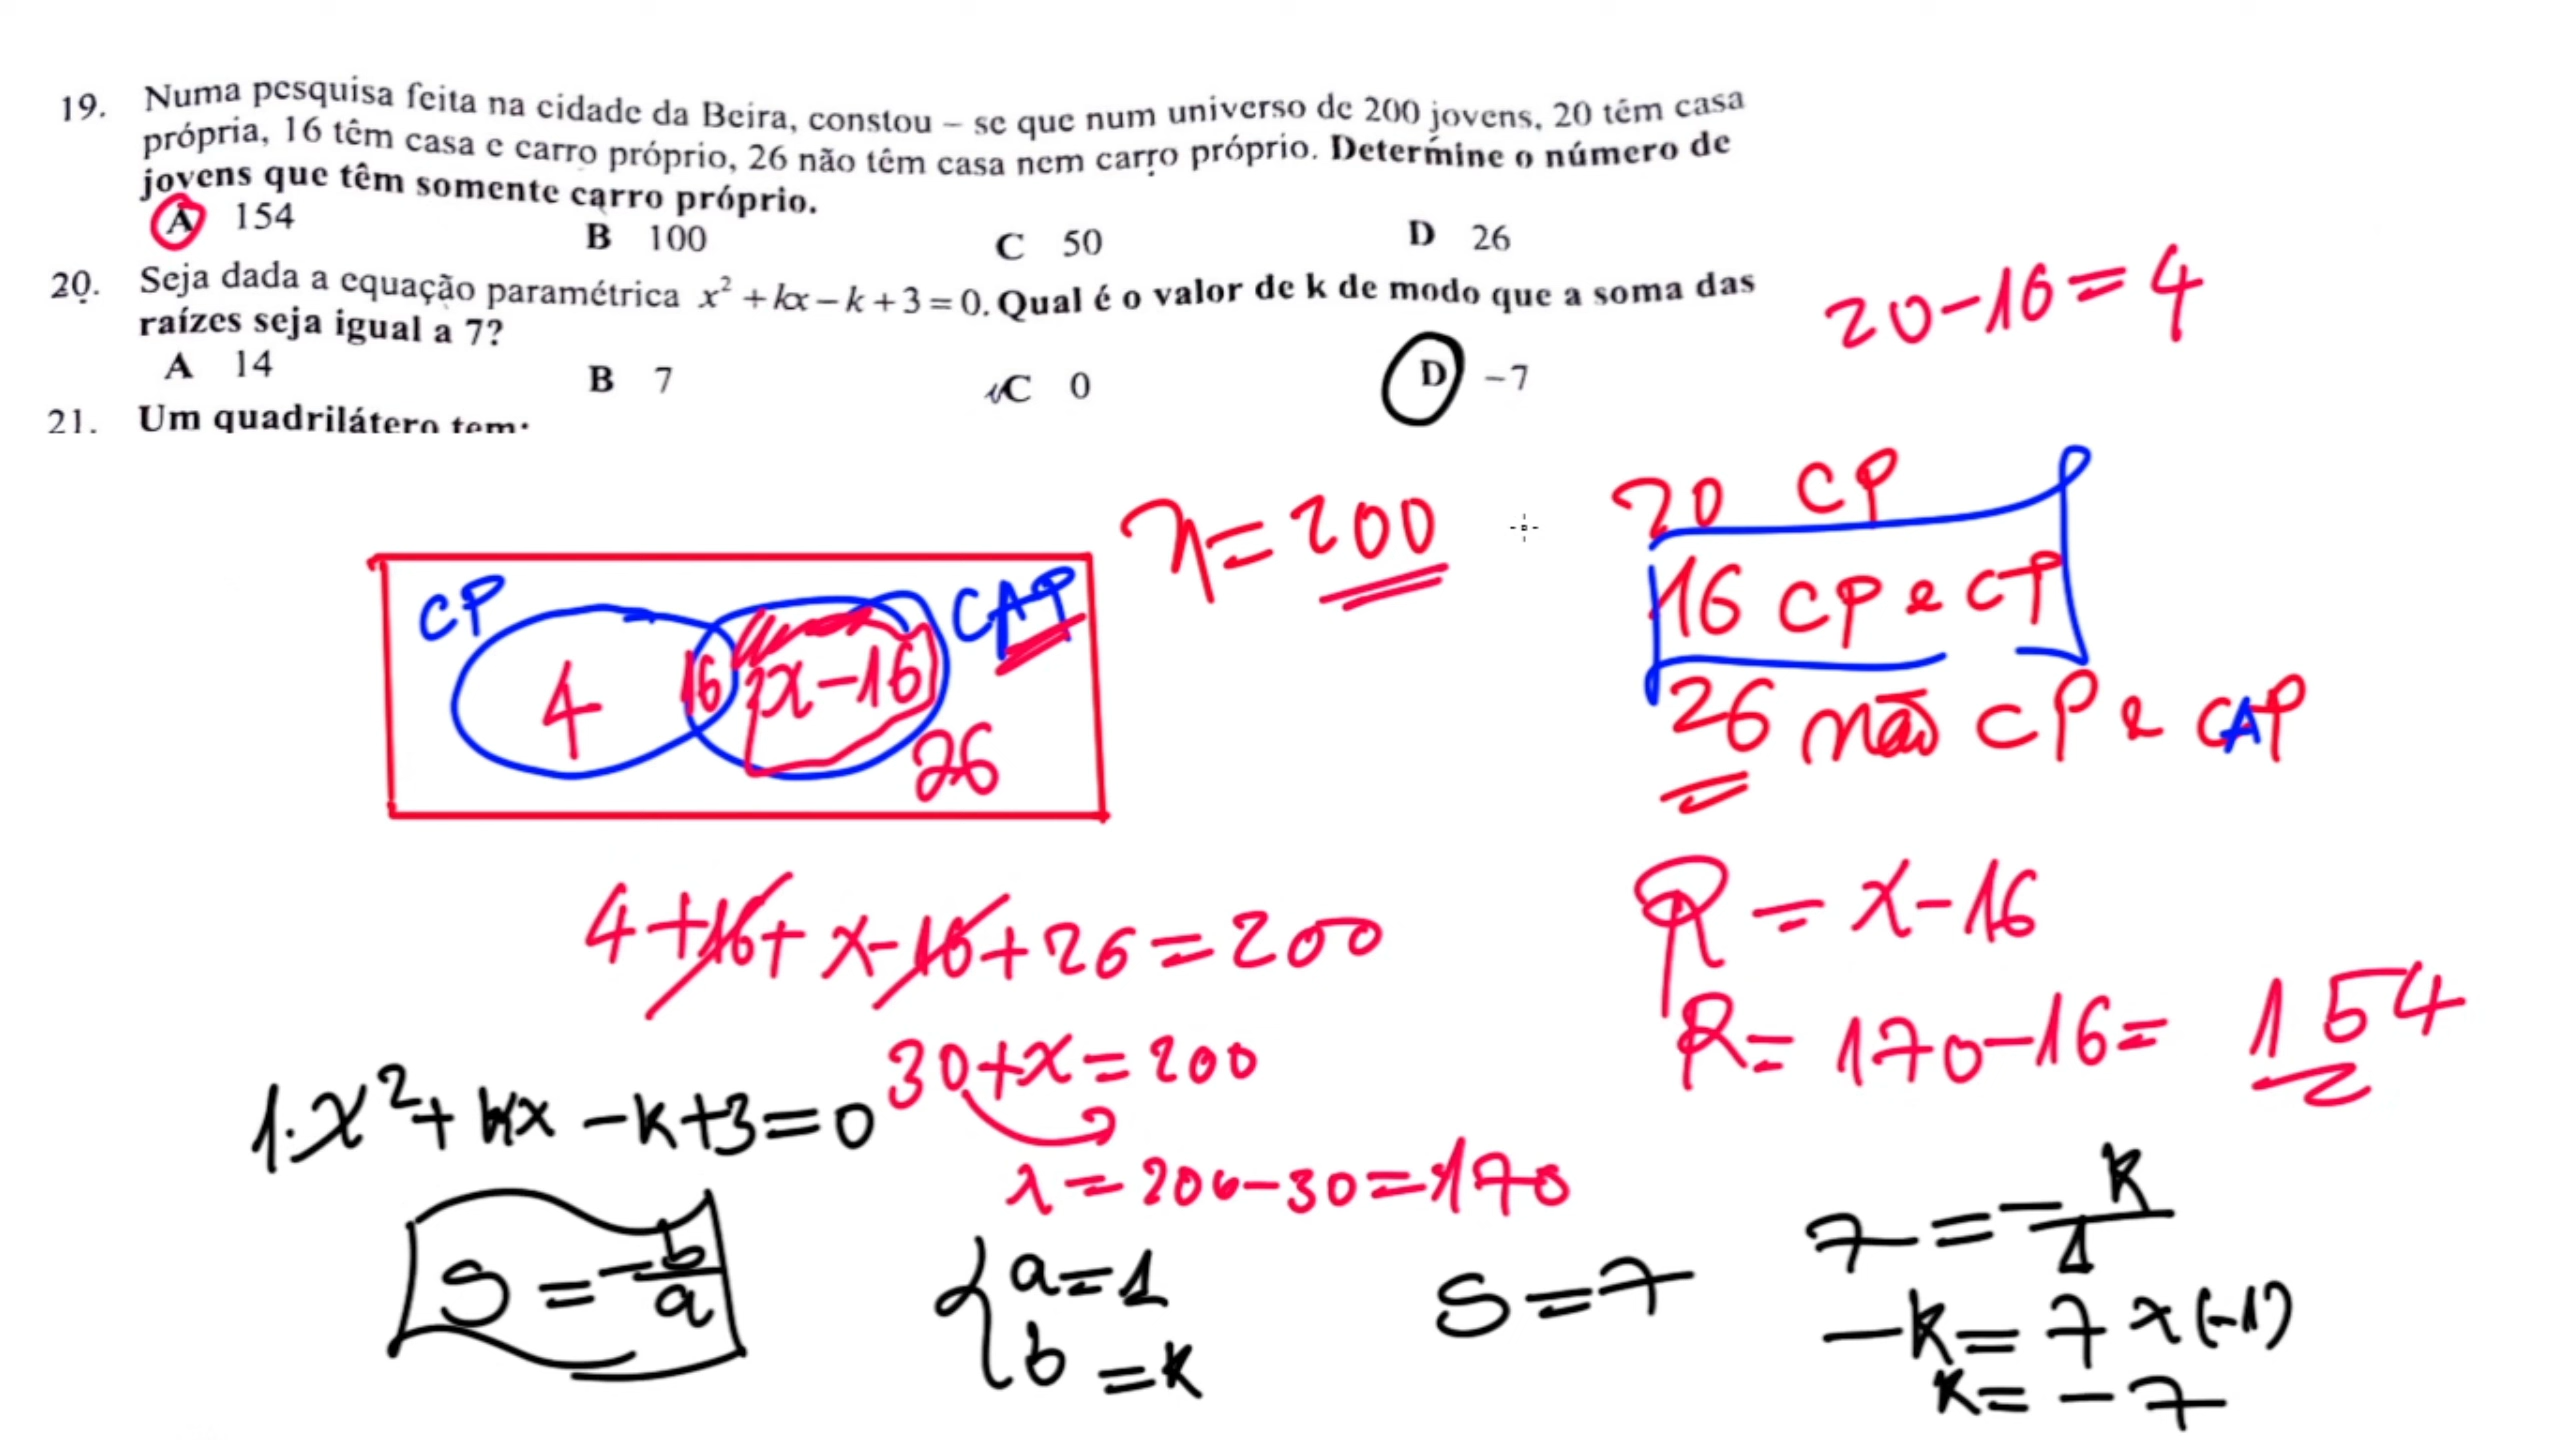 19. Numa pesquisa feita na cidade da Beira, constou – se que num universo de 200 jovens, 20 têm casa
própria, 16 têm casa e carro próprio, 26 não têm casa nem carro próprio. Determine o número de
jovens que têm somente carro próprio.
A 154 B 100 C 50 D 26
20. Seja dada a equação paramétrica x² + kx – k + 3 = 0. Qual é o valor de k de modo que a soma das
raízes seja igual a 7?
A 14 B 7 C 0 D –7
21. Um quadrilátero tem:
20-16=4
CP CAP
4 16 x-16
26
n=200
20 CP
16 CP e CP
26 não CP e CAP
4+16+x-16+26=200
30+x=200
x=200-30=170
R=x-16
R=170-16=154
1.x²+kx-k+3=0
S=-b/a
{a=1
b=k
S=7
7=-k/1
-k=7x(-1)
k=-7